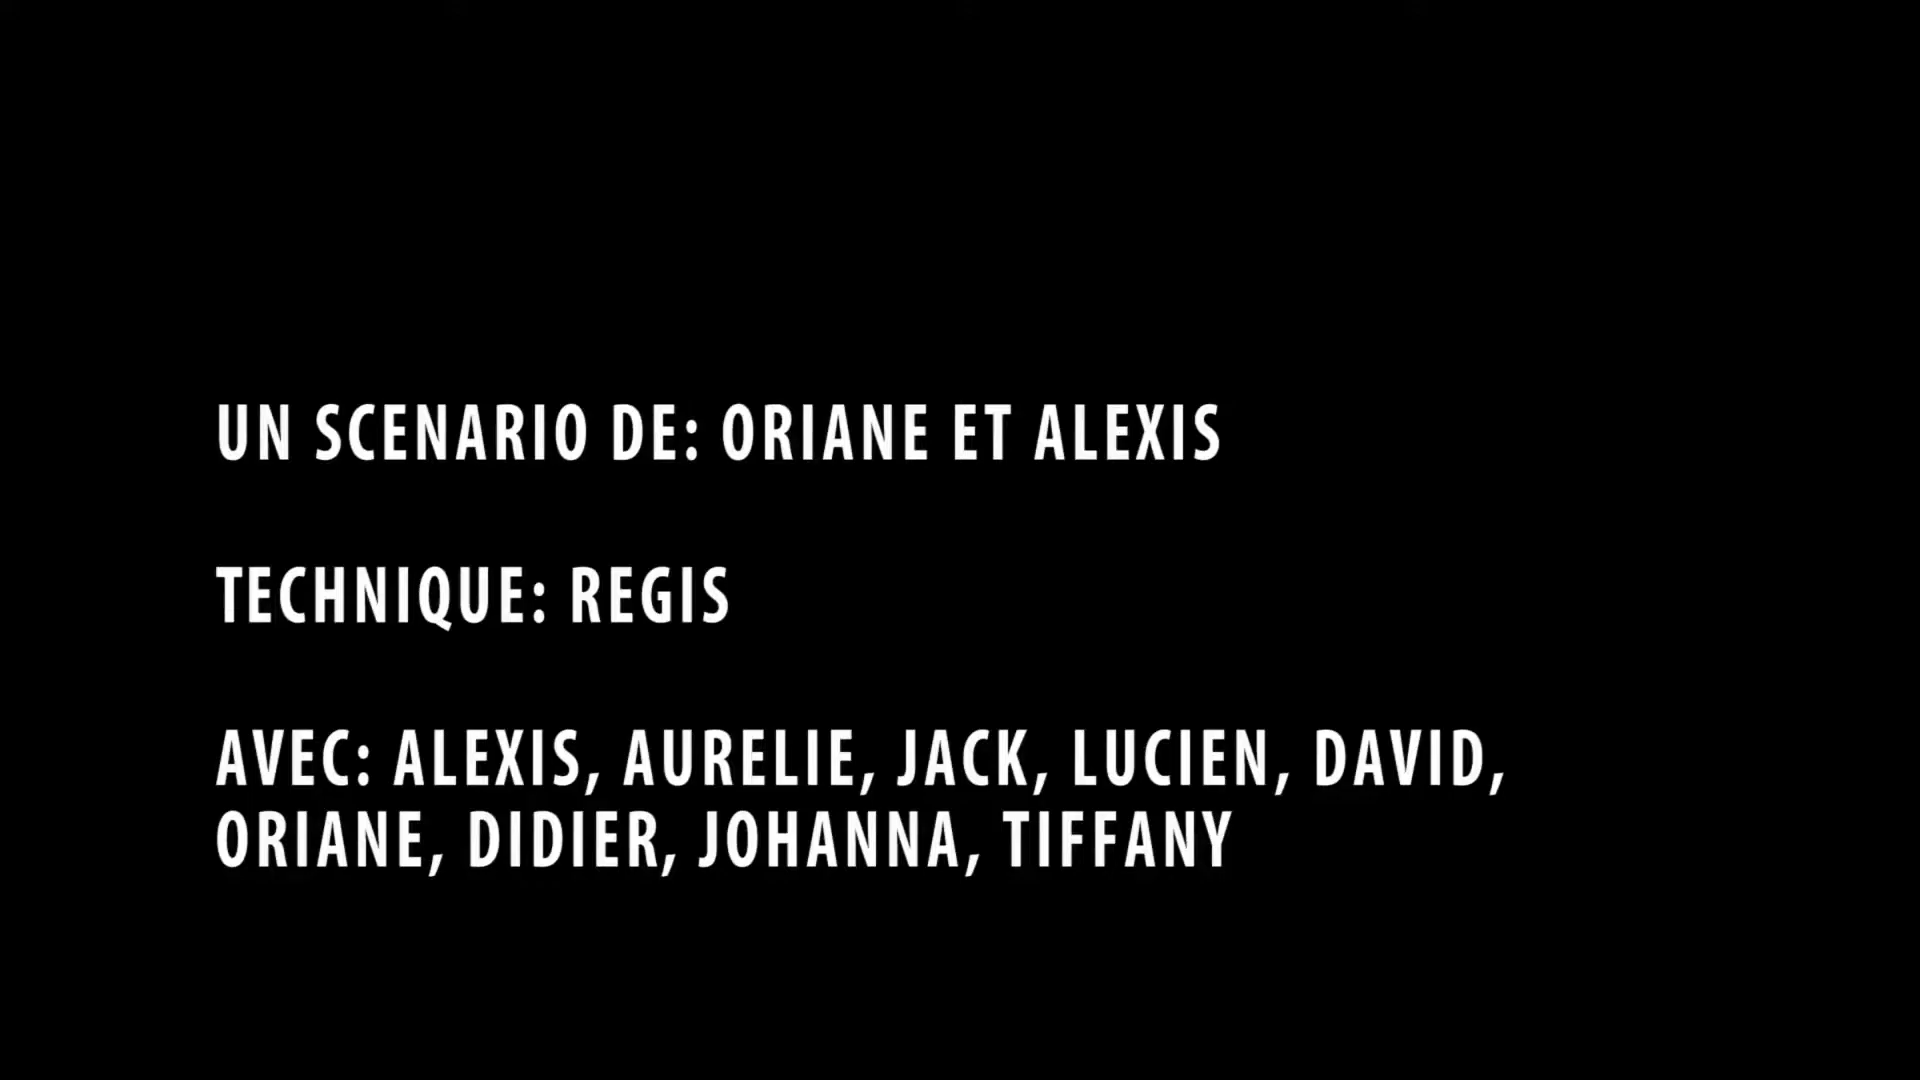 UN SCENARIO DE: ORIANE ET ALEXIS
TECHNIQUE: REGIS
AVEC: ALEXIS, AURELIE, JACK, LUCIEN, DAVID,
ORIANE, DIDIER, JOHANNA, TIFFANY